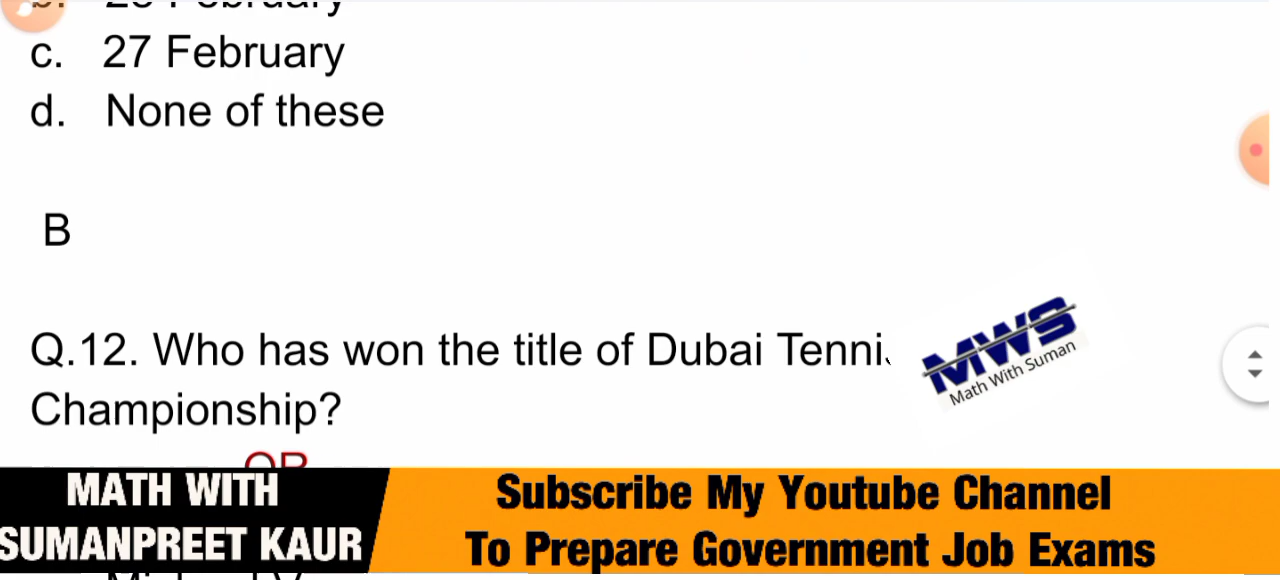 c. 27 February
d. None of these
B
Q.12. Who has won the title of Dubai Tenni
Championship?
OR
MWS
Math With Suman
MATH WITH
SUMANPREET KAUR
Subscribe My Youtube Channel
To Prepare Government Job Exams